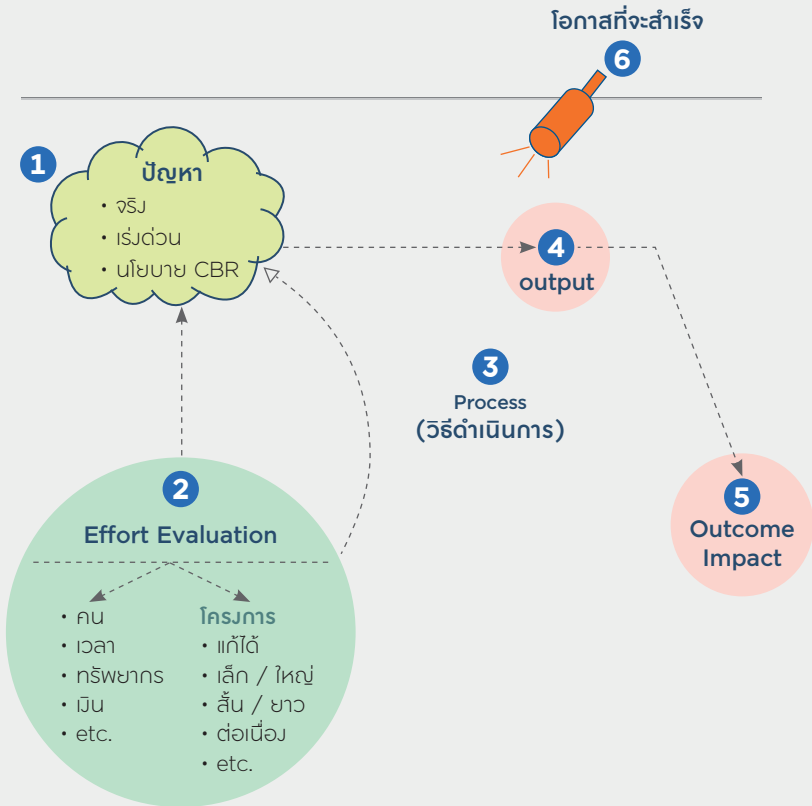 โอกาสที่จะสำเร็จ
6
1
ปัญหา
• จริง
• เร่งด่วน
• นโยบาย CBR
4
output
3
Process
(วิธีดำเนินการ)
2
Effort Evaluation
• คน
• เวลา
• ทรัพยากร
• เงิน
• etc.
โครงการ
• แก้ได้
• เล็ก / ใหญ่
• สั้น / ยาว
• ต่อเนื่อง
• etc.
5
Outcome
Impact